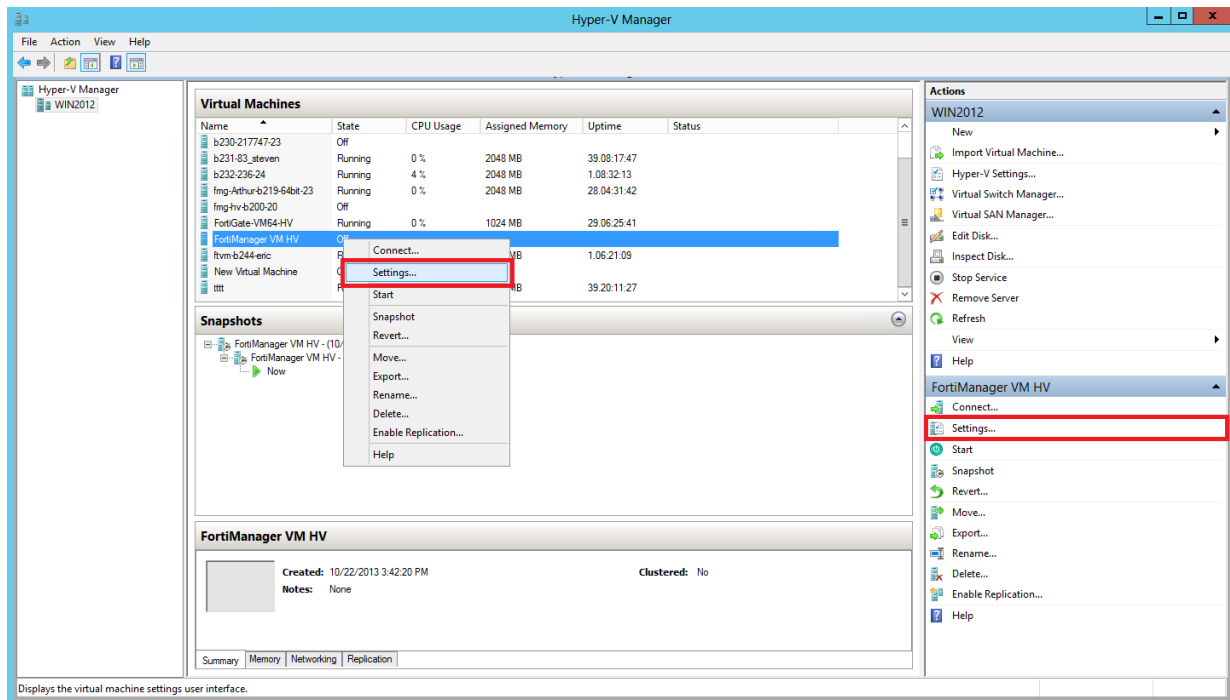 Hyper-V Manager
File Action View Help
Hyper-V Manager
WIN2012
Virtual Machines
Name State CPU Usage Assigned Memory Uptime Status
b230-217747-23 Off
b231-83_steven Running 0 % 2048 MB 39.08:17:47
b232-236-24 Running 4 % 2048 MB 1.08:32:13
fmg-Arthur-b219-64bit-23 Running 0 % 2048 MB 28.04:31:42
fmg-hv-b200-20 Off
FortiGate-VM64-HV Running 0 % 1024 MB 29.06:25:41
FortiManager VM HV Off
ftvm-b244-eric 1.06:21:09
New Virtual Machine
tttt 39.20:11:27
Connect...
Settings...
Start
Snapshot
Revert...
Move...
Export...
Rename...
Delete...
Enable Replication...
Help
Snapshots
FortiManager VM HV - (10/
FortiManager VM HV -
Now
FortiManager VM HV
Created: 10/22/2013 3:42:20 PM Clustered: No
Notes: None
Summary Memory Networking Replication
Actions
WIN2012
New
Import Virtual Machine...
Hyper-V Settings...
Virtual Switch Manager...
Virtual SAN Manager...
Edit Disk...
Inspect Disk...
Stop Service
Remove Server
Refresh
View
Help
FortiManager VM HV
Connect...
Settings...
Start
Snapshot
Revert...
Move...
Export...
Rename...
Delete...
Enable Replication...
Help
Displays the virtual machine settings user interface.